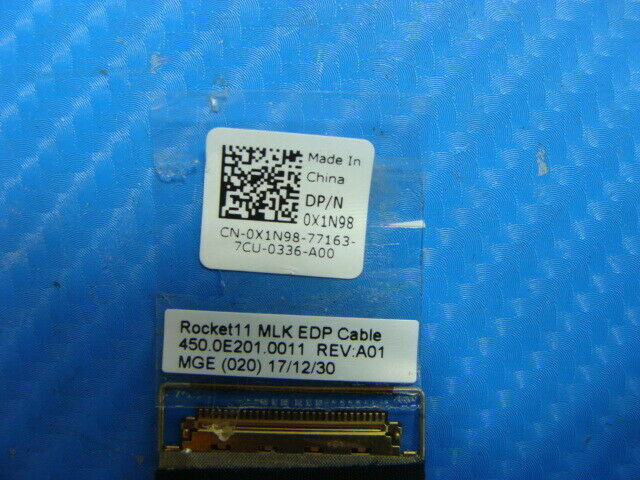 Made In
China
DP/N
0X1N98
CN-0X1N98-77163-
7CU-0336-A00
Rocket11 MLK EDP Cable
450.0E201.0011 REV:A01
MGE (020) 17/12/30